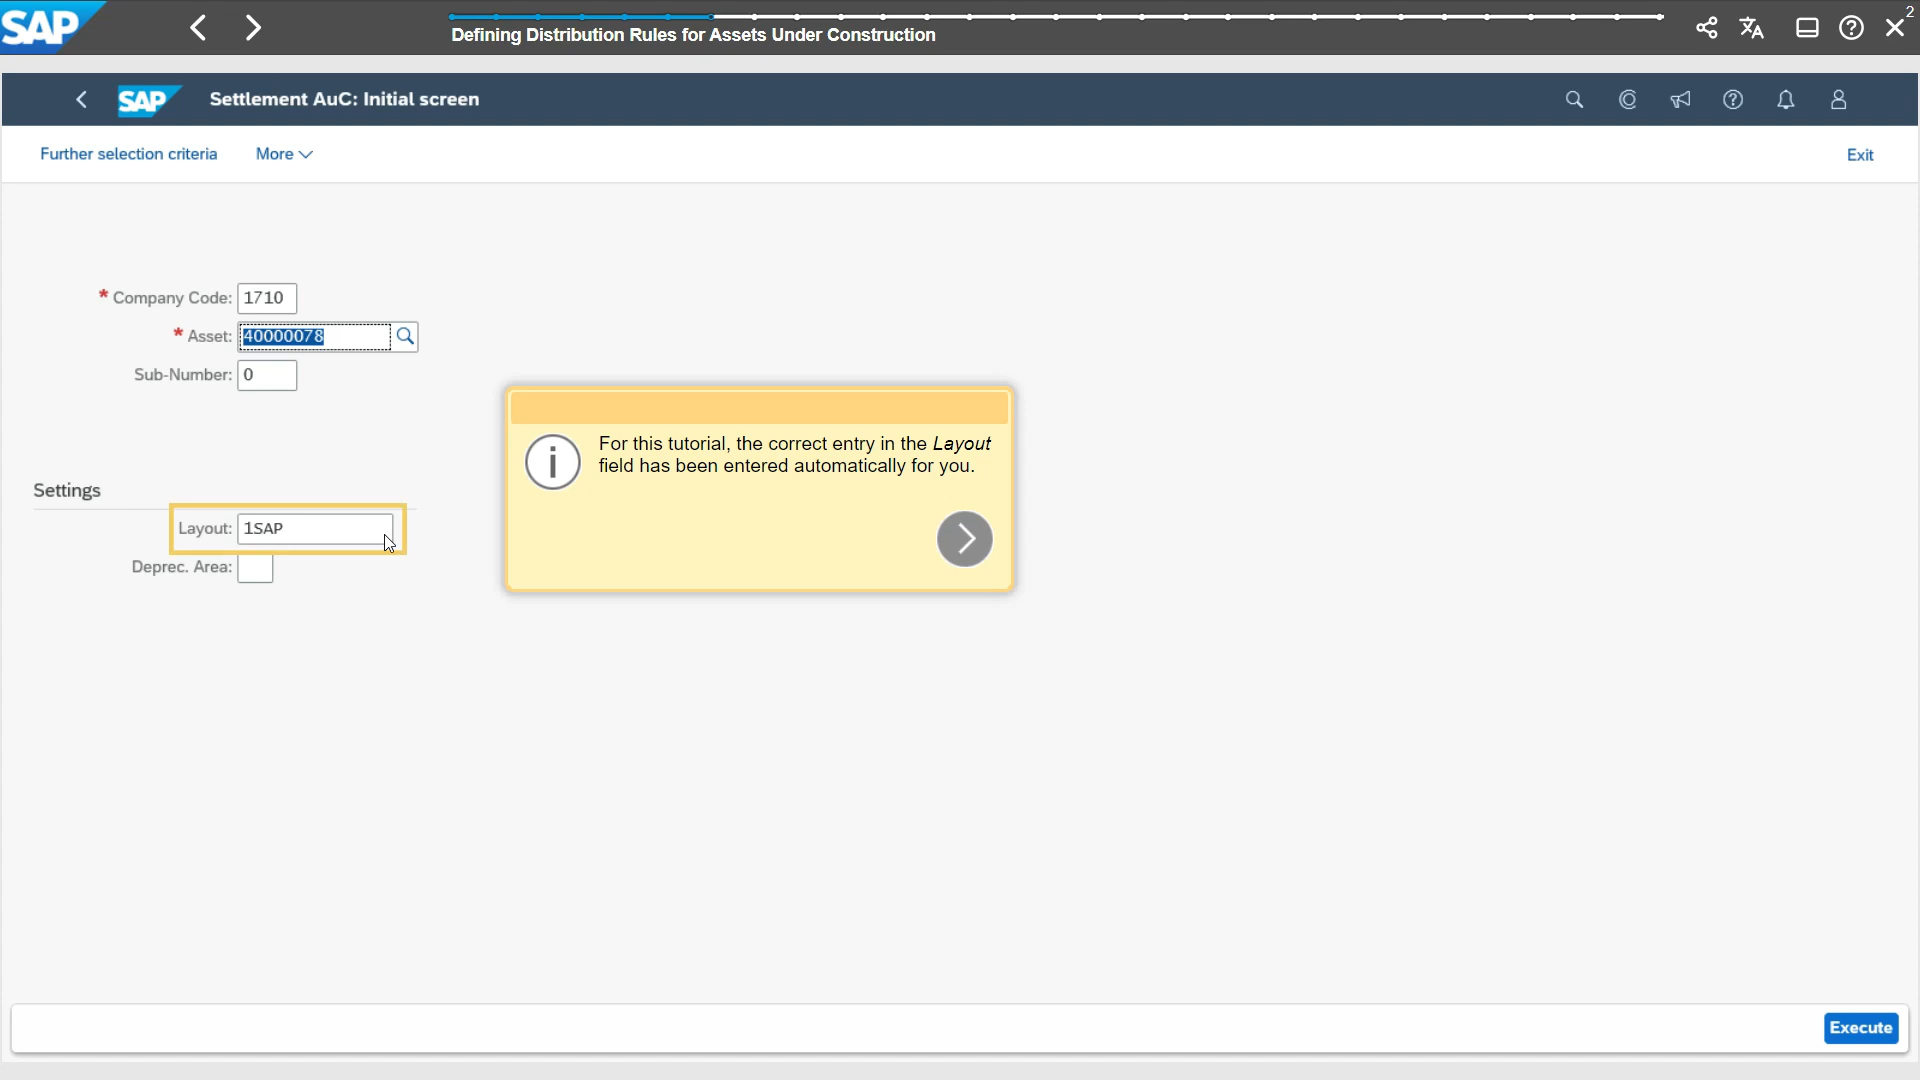 SAP
Defining Distribution Rules for Assets Under Construction
2
SAP
Settlement AuC: Initial screen
Further selection criteria
More
Exit
* Company Code: 1710
* Asset: 40000078
Sub-Number: 0
For this tutorial, the correct entry in the Layout
field has been entered automatically for you.
Settings
Layout: 1SAP
Deprec. Area:
Execute